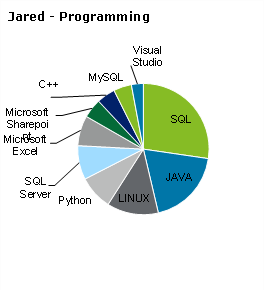 Jared - Programming
Visual
Studio
MySQL
C++
SQL
Microsoft
Sharepoi
nt
Microsoft
Excel
JAVA
SQL
Server
Python
LINUX